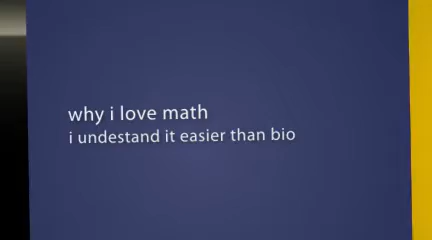 why i love math
i undestand it easier than bio